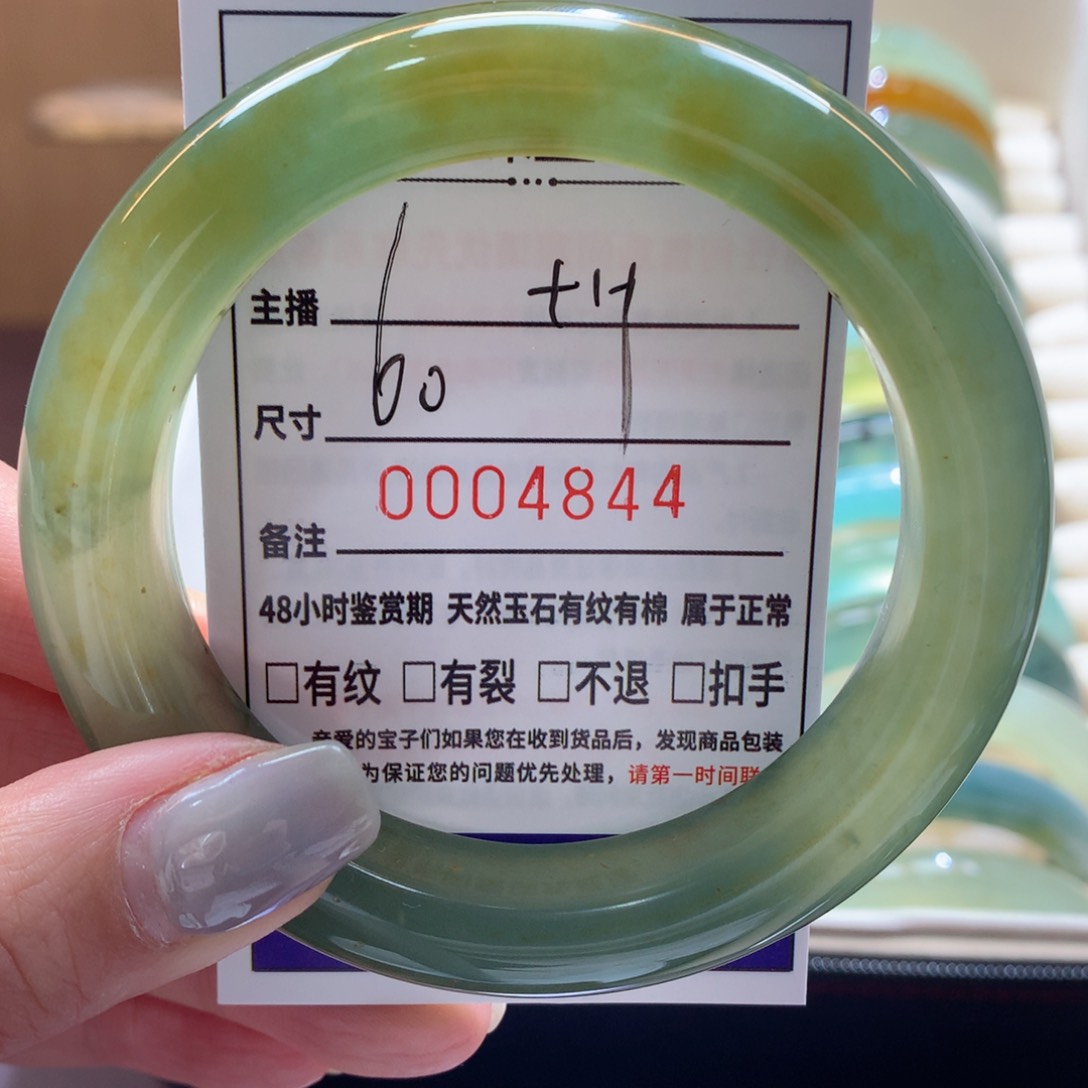 主播
尺寸 60
0004844
备注
48小时鉴赏期 天然玉石有纹有棉 属于正常
□有纹 □有裂 □不退 □扣手
亲爱的宝子们如果您在收到货品后，发现商品包装
为保证您的问题优先处理，请第一时间联